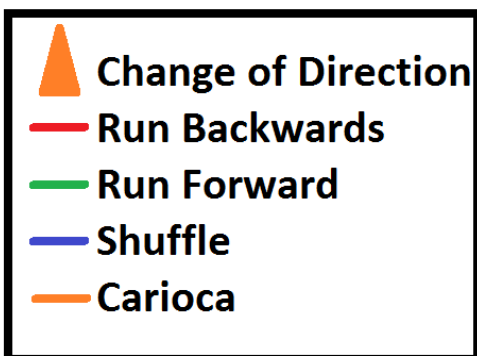 Change of Direction
Run Backwards
Run Forward
Shuffle
Carioca